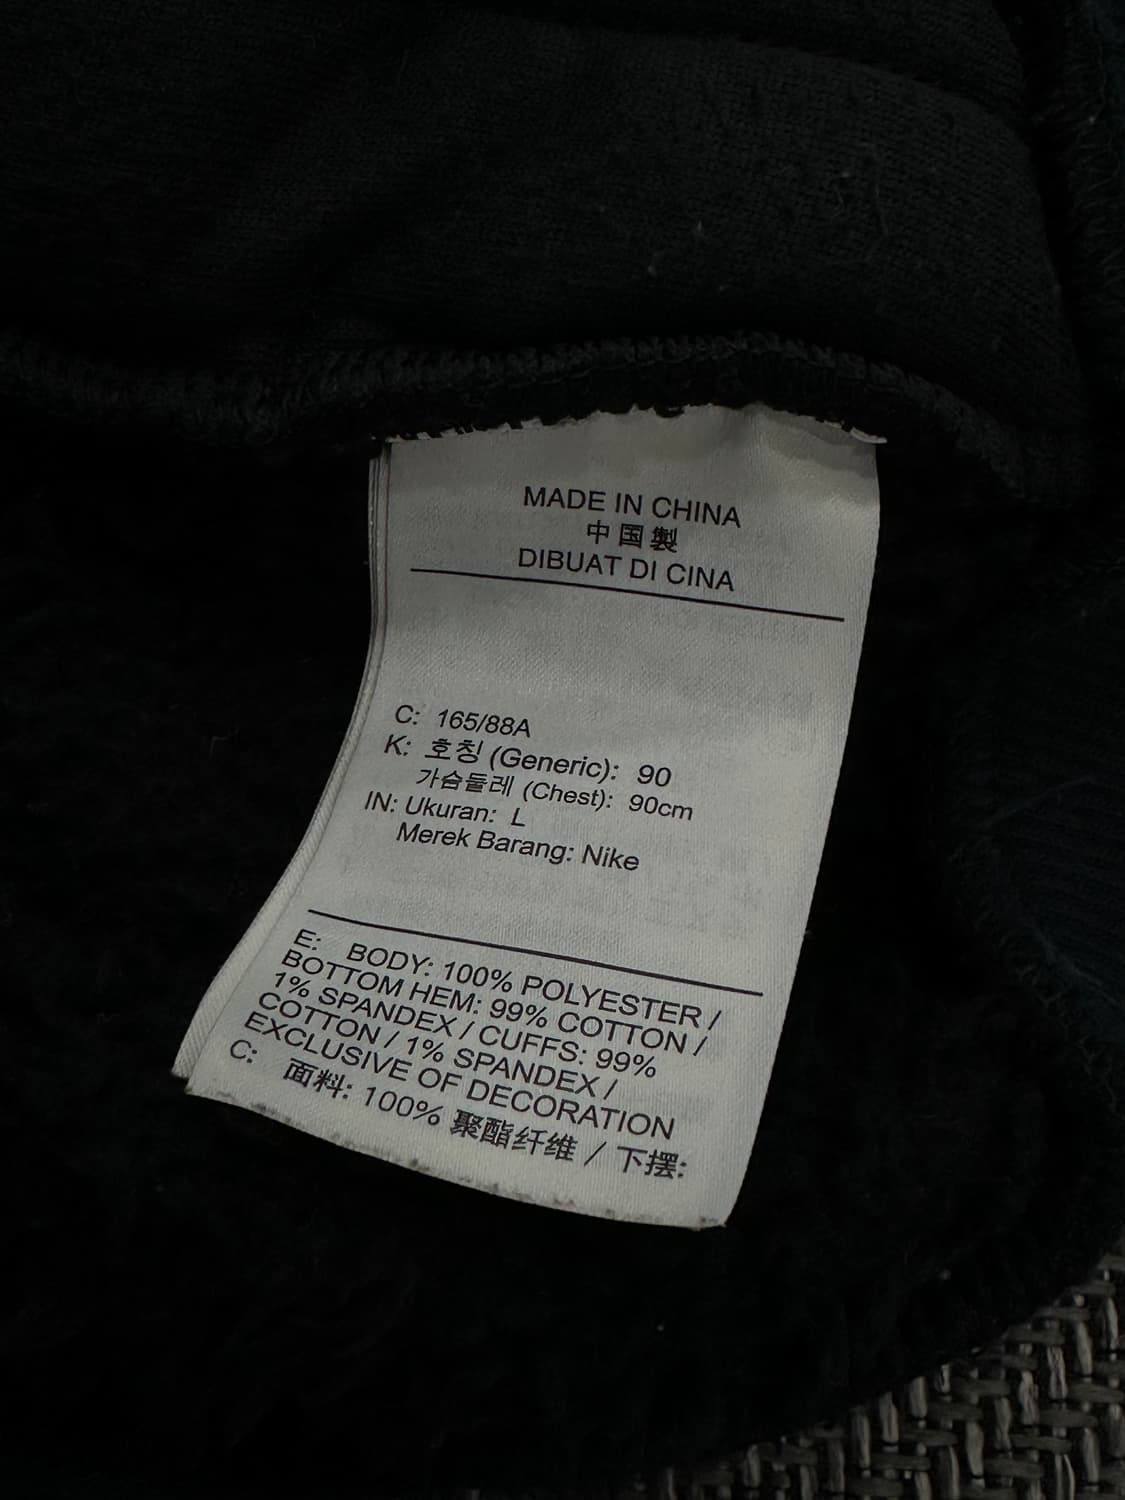 MADE IN CHINA
中国製
DIBUAT DI CINA
C: 165/88A
K: 호칭 (Generic): 90
가슴둘레 (Chest): 90cm
IN: Ukuran: L
Merek Barang: Nike
E: BODY: 100% POLYESTER /
BOTTOM HEM: 99% COTTON /
1% SPANDEX / CUFFS: 99%
COTTON / 1% SPANDEX /
EXCLUSIVE OF DECORATION
C: 面料: 100% 聚酯纤维 / 下摆: